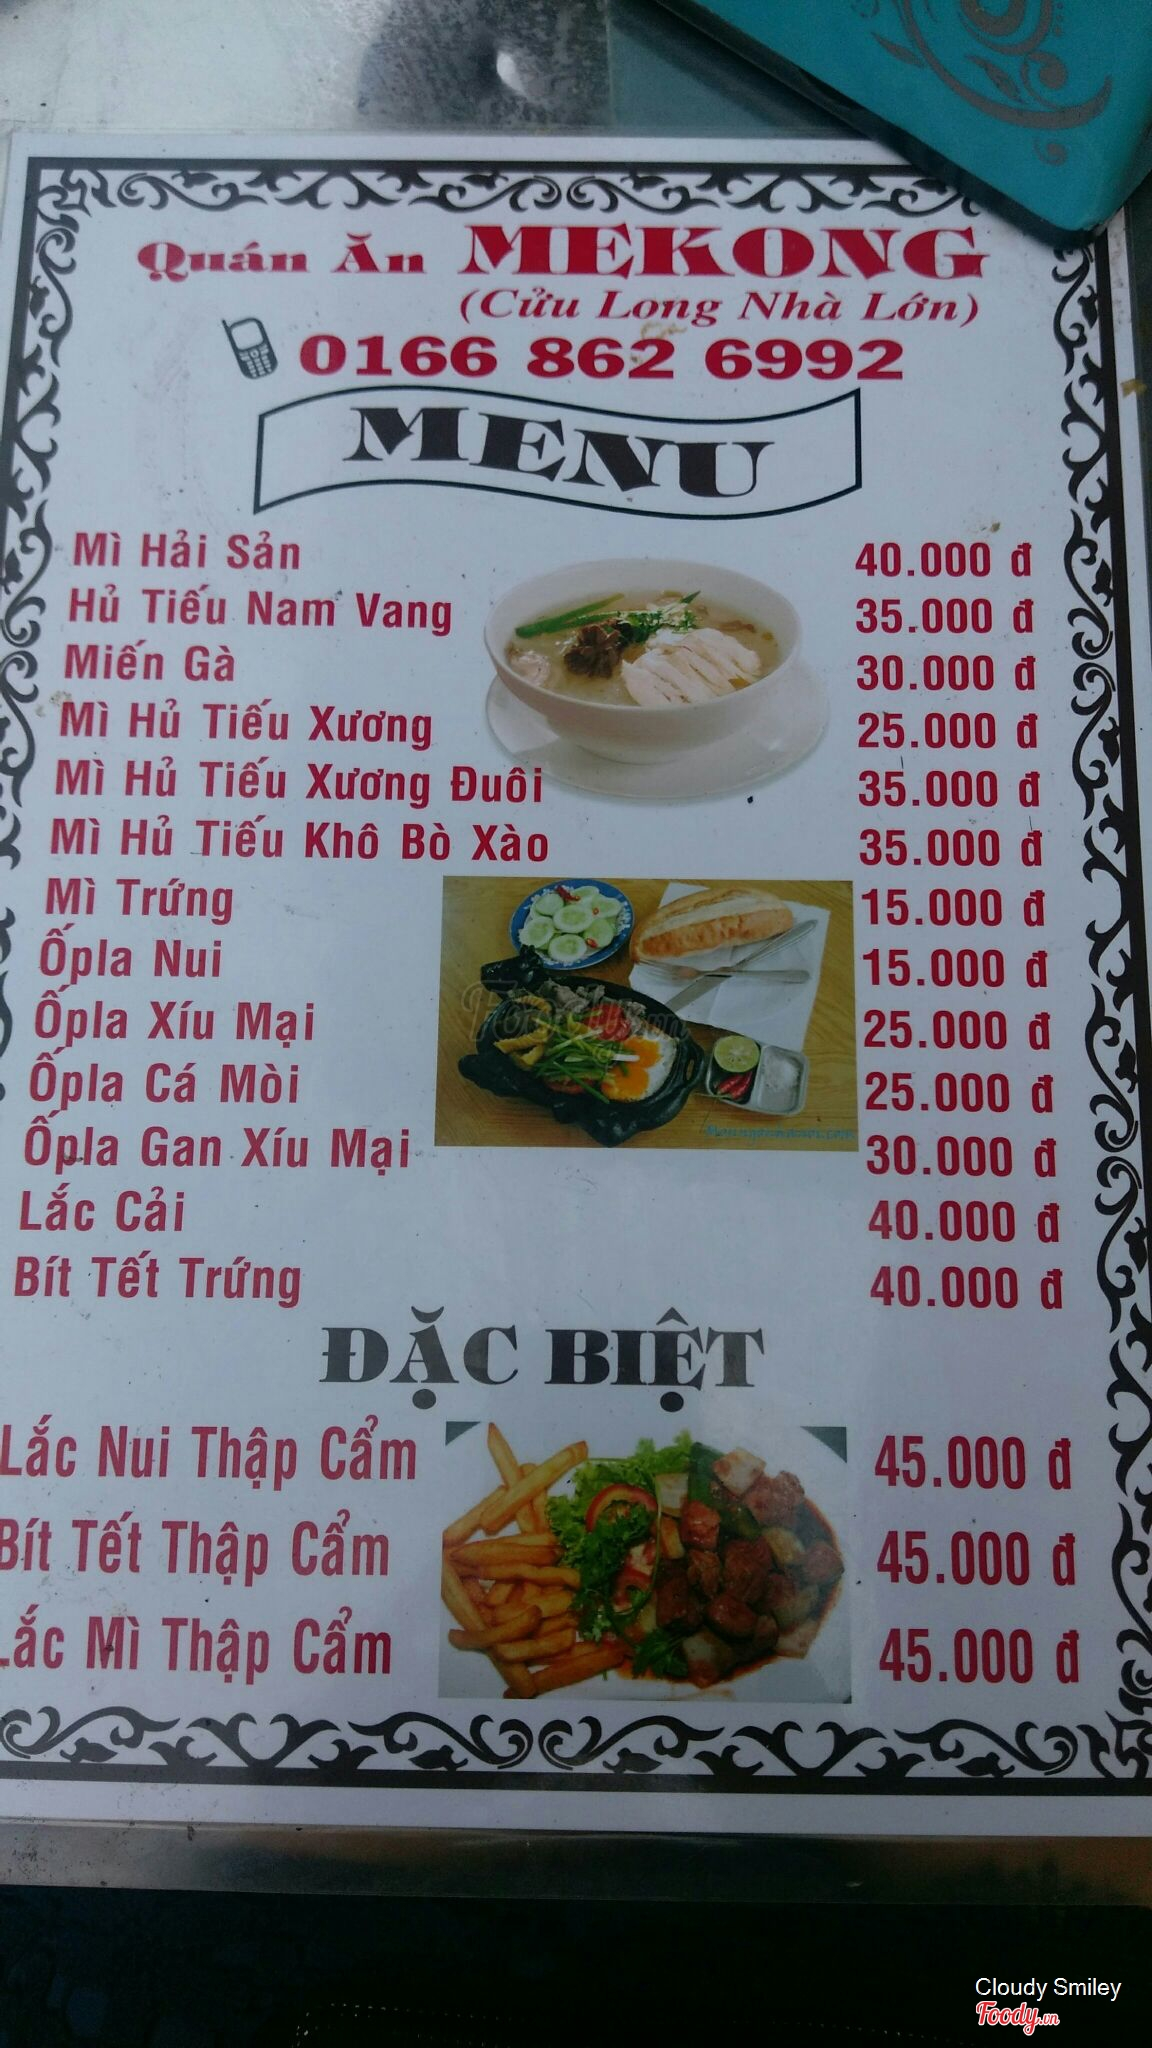 Quán Ăn MEKONG
(Cửu Long Nhà Lớn)
0166 862 6992
MENU
Mì Hải Sản 40.000 đ
Hủ Tiếu Nam Vang 35.000 đ
Miến Gà 30.000 đ
Mì Hủ Tiếu Xương 25.000 đ
Mì Hủ Tiếu Xương Đuôi 35.000 đ
Mì Hủ Tiếu Khô Bò Xào 35.000 đ
Mì Trứng 15.000 đ
Ốpla Nui 15.000 đ
Ốpla Xíu Mại 25.000 đ
Ốpla Cá Mòi 25.000 đ
Ốpla Gan Xíu Mại 30.000 đ
Lắc Cải 40.000 đ
Bít Tết Trứng 40.000 đ
ĐẶC BIỆT
Lắc Nui Thập Cẩm 45.000 đ
Bít Tết Thập Cẩm 45.000 đ
Lắc Mì Thập Cẩm 45.000 đ
Cloudy Smiley
Foody.vn